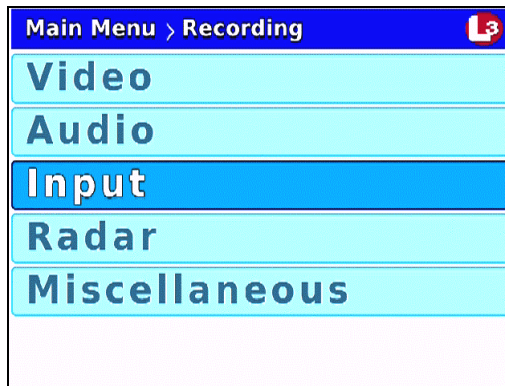 Main Menu > Recording L3
Video
Audio
Input
Radar
Miscellaneous